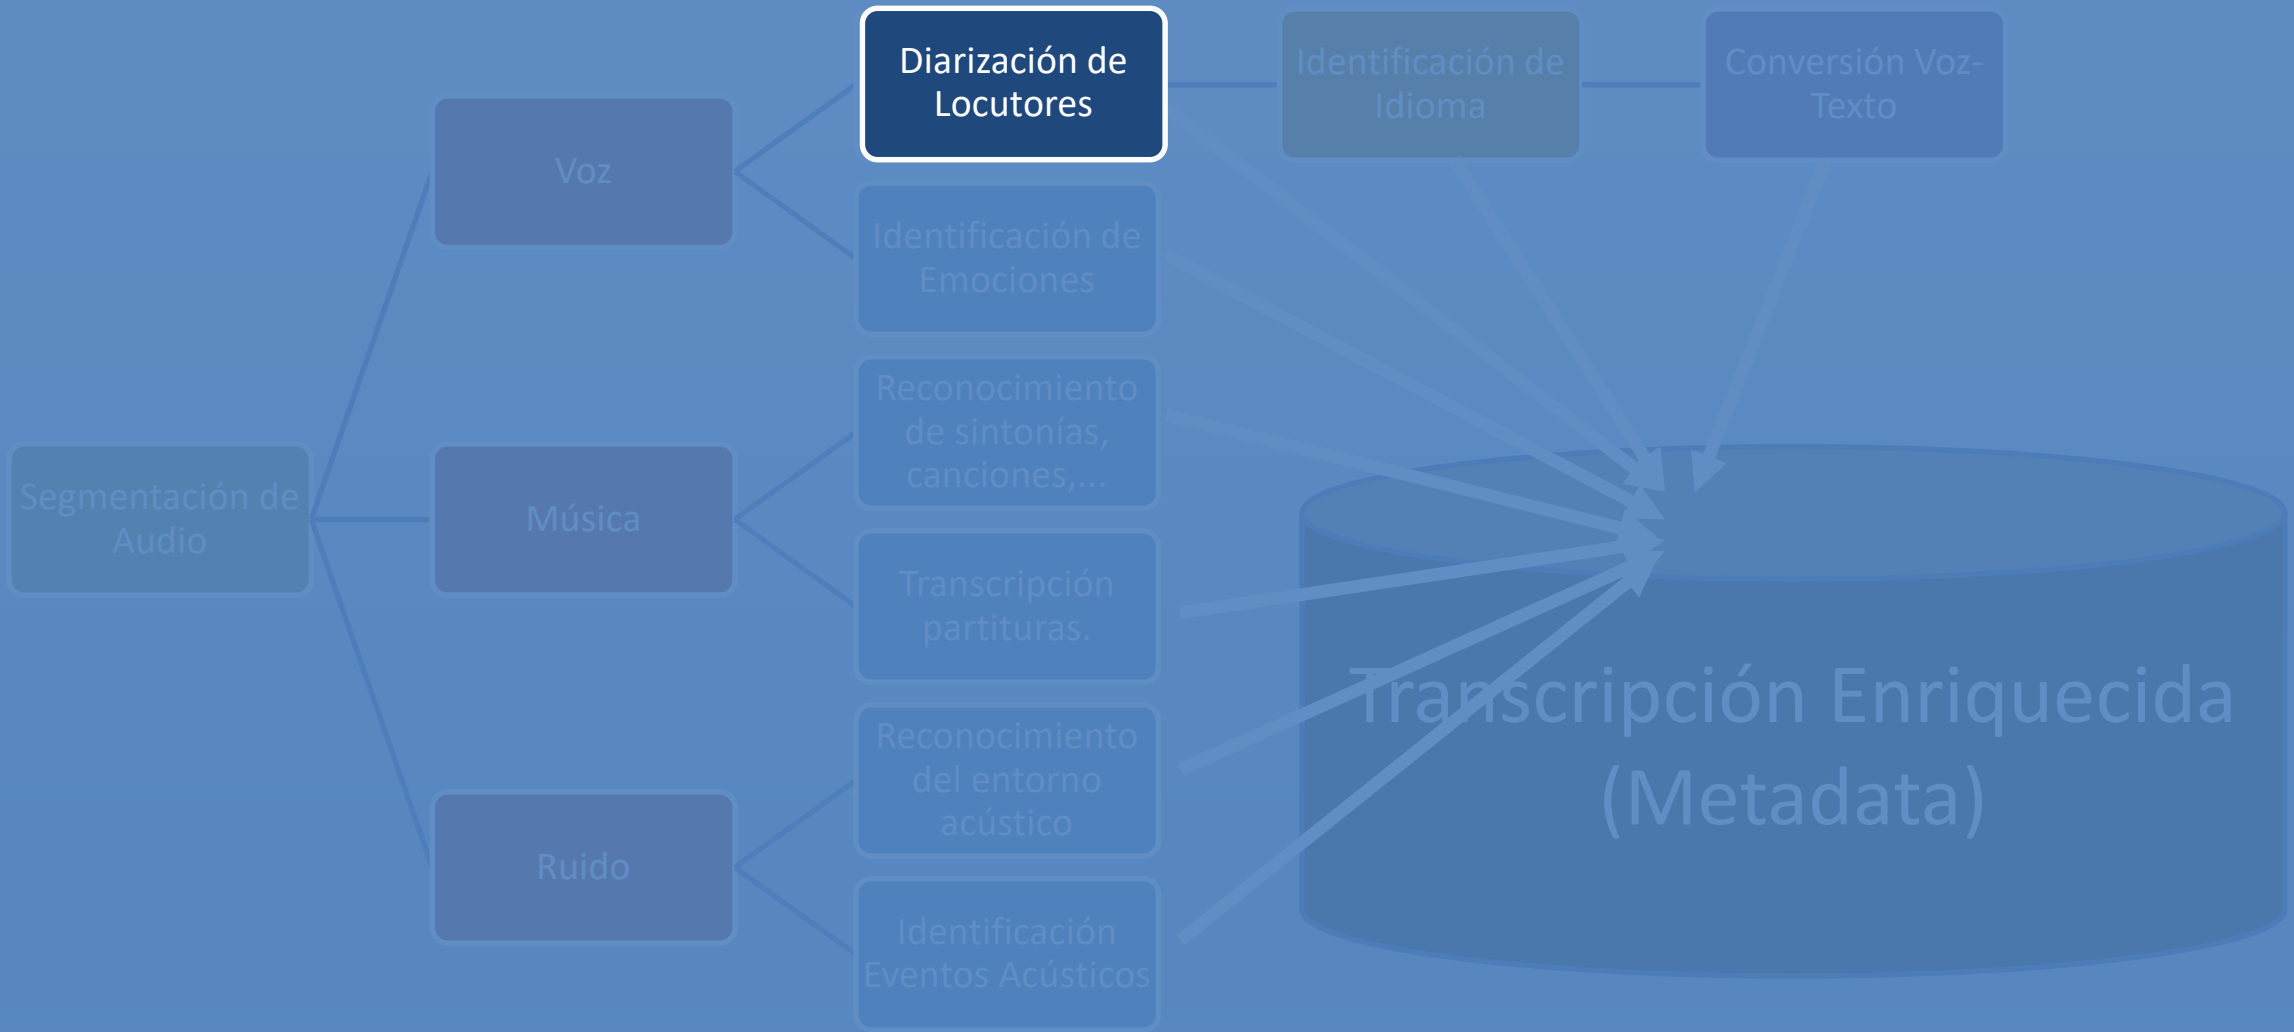 Diarización de
Locutores
Identificación de
Idioma
Conversión Voz-
Texto
Voz
Identificación de
Emociones
Reconocimiento
de sintonías,
canciones,...
Segmentación de
Audio
Música
Transcripción
partituras.
Transcripción Enriquecida
(Metadata)
Reconocimiento
del entorno
acústico
Ruido
Identificación
Eventos Acústicos